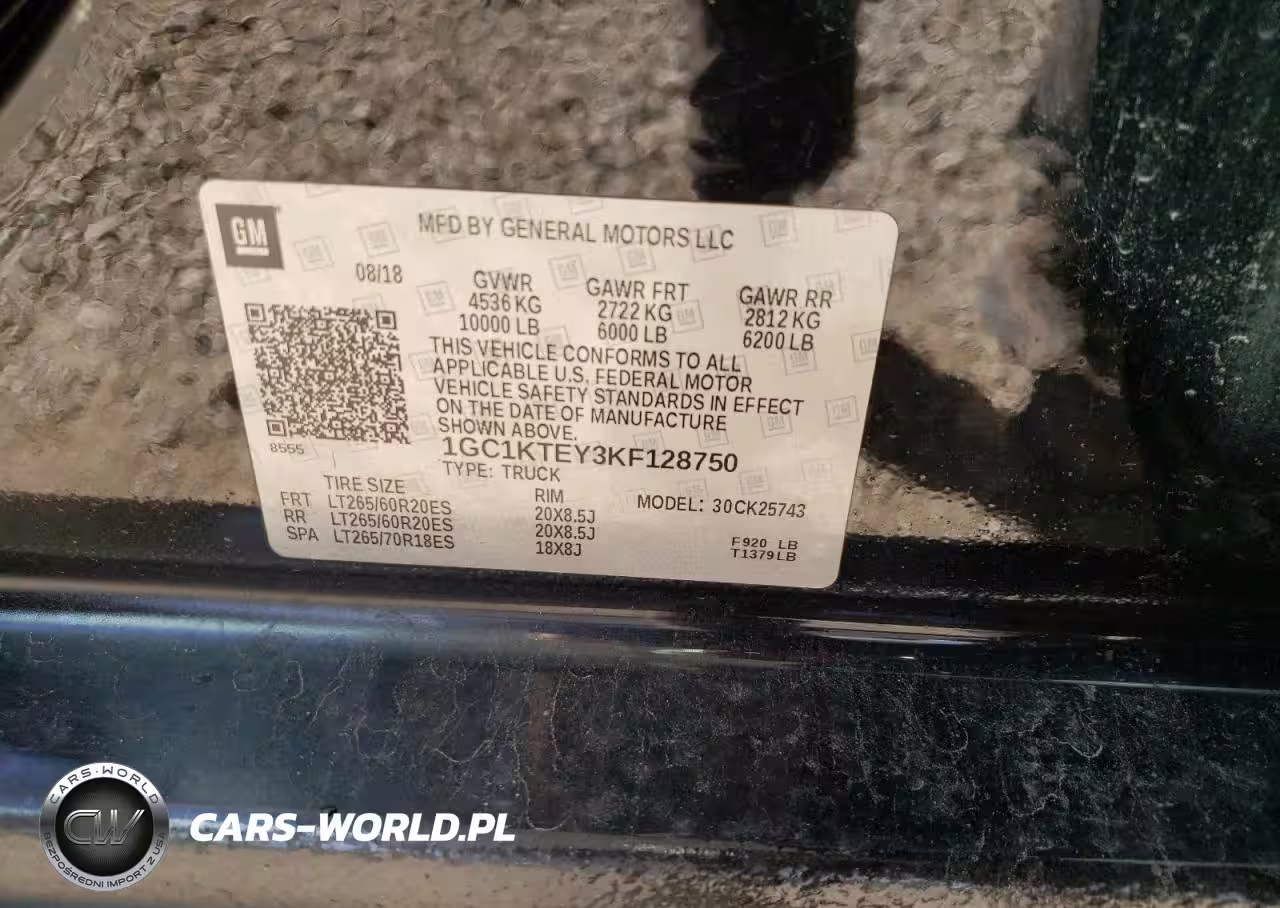 GM
MFD BY GENERAL MOTORS LLC
08/18
GVWR
4536 KG
10000 LB
GAWR FRT
2722 KG
6000 LB
GAWR RR
2812 KG
6200 LB
THIS VEHICLE CONFORMS TO ALL
APPLICABLE U.S. FEDERAL MOTOR
VEHICLE SAFETY STANDARDS IN EFFECT
ON THE DATE OF MANUFACTURE
SHOWN ABOVE.
8555
1GC1KTEY3KF128750
TYPE: TRUCK
TIRE SIZE RIM
FRT LT265/60R20ES 20X8.5J
RR LT265/60R20ES 20X8.5J
SPA LT265/70R18ES 18X8J
MODEL: 30CK25743
F920 LB
T1379LB
CARS-WORLD
CW
BEZPOŚREDNI IMPORT Z USA
CARS-WORLD.PL